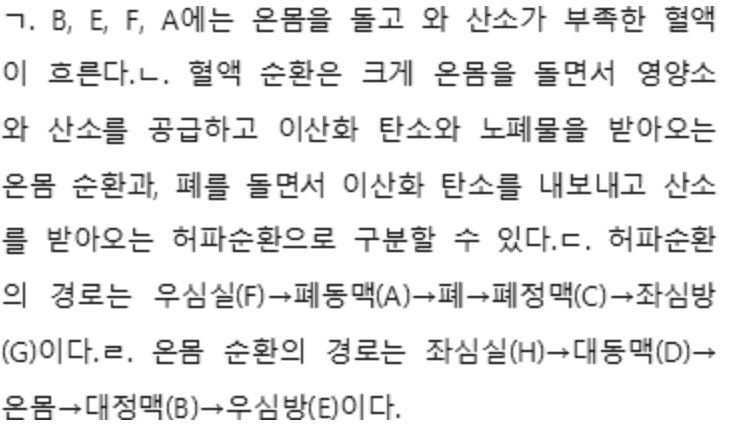 ㄱ. B, E, F, A에는 온몸을 돌고 와 산소가 부족한 혈액
이 흐른다.ㄴ. 혈액 순환은 크게 온몸을 돌면서 영양소
와 산소를 공급하고 이산화 탄소와 노폐물을 받아오는
온몸 순환과, 폐를 돌면서 이산화 탄소를 내보내고 산소
를 받아오는 허파순환으로 구분할 수 있다.ㄷ. 허파순환
의 경로는 우심실(F)→폐동맥(A)→폐→폐정맥(C)→좌심방
(G)이다.ㄹ. 온몸 순환의 경로는 좌심실(H)→대동맥(D)→
온몸→대정맥(B)→우심방(E)이다.